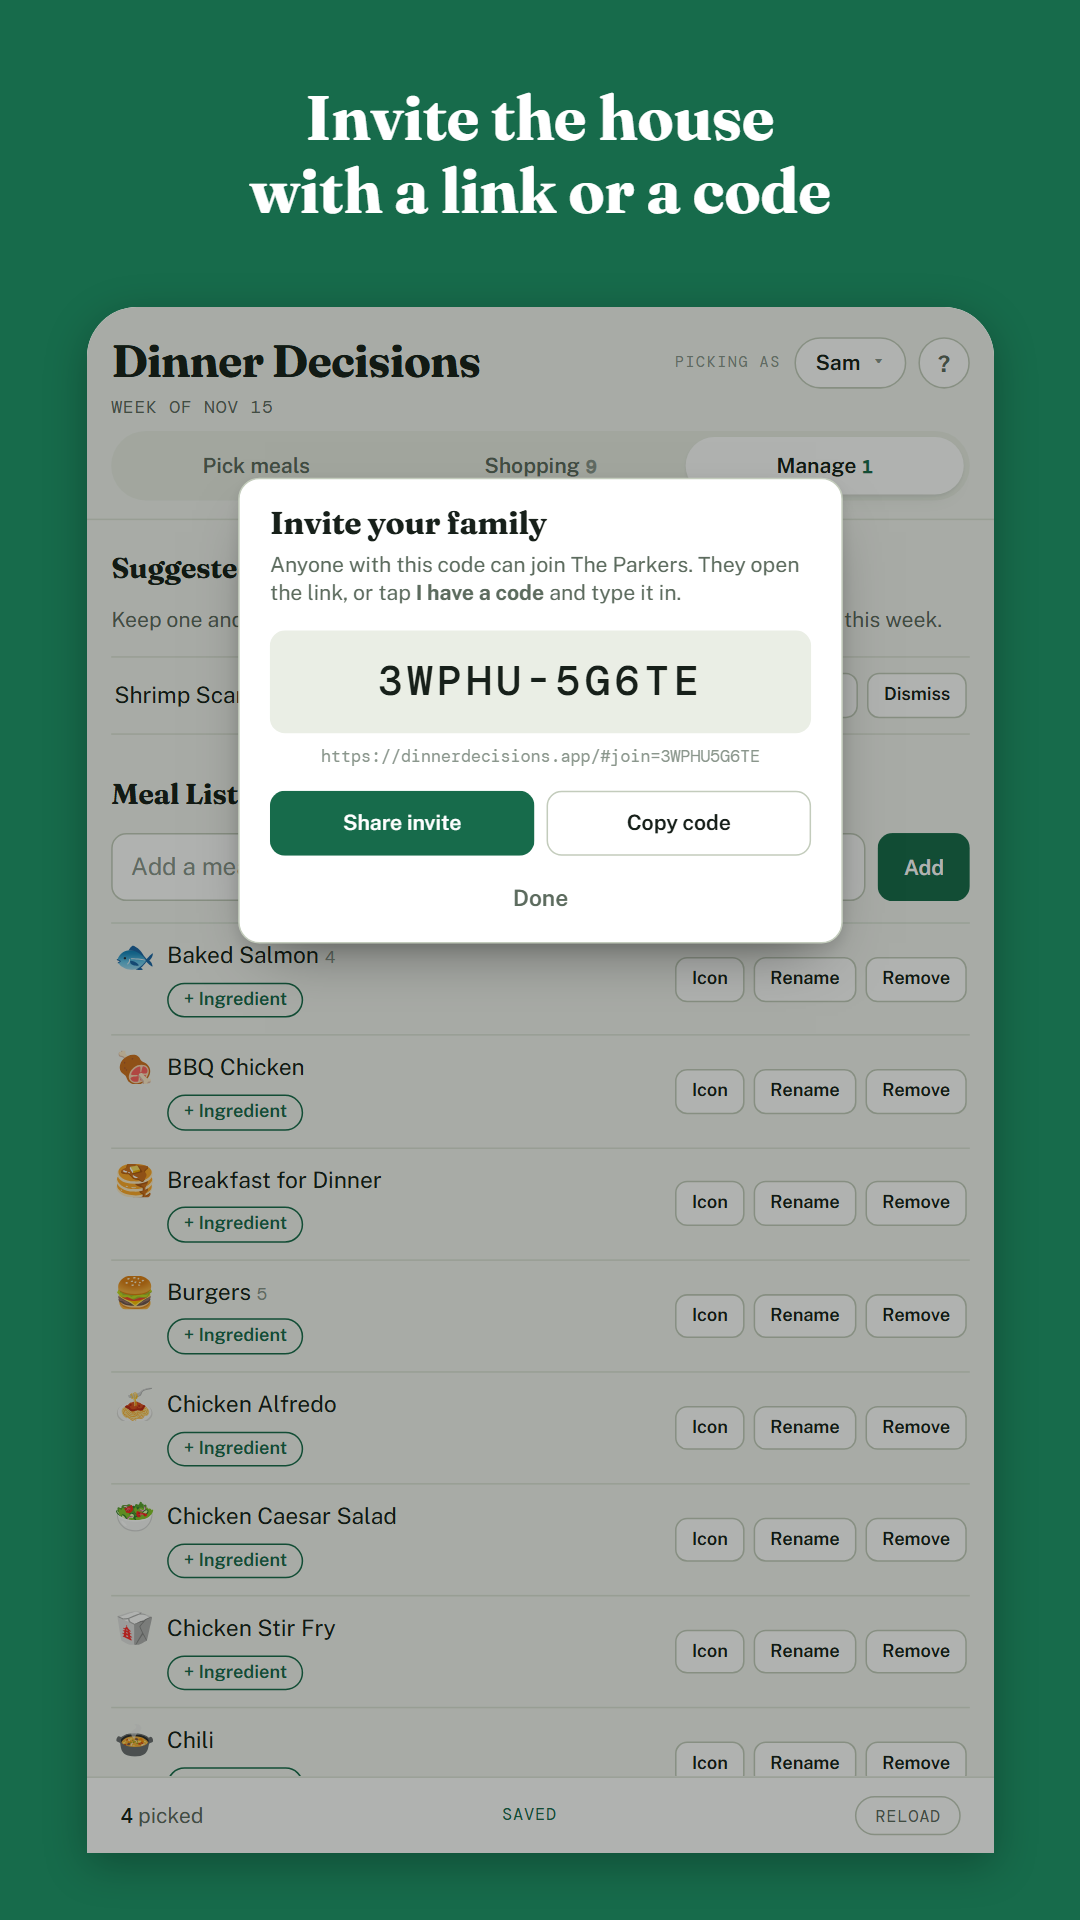 Invite the house
with a link or a code
Dinner Decisions
PICKING AS
Sam
?
WEEK OF NOV 15
Pick meals
Shopping 9
Manage 1
Invite your family
Anyone with this code can join The Parkers. They open
the link, or tap I have a code and type it in.
3WPHU-5G6TE
https://dinnerdecisions.app/#join=3WPHU5G6TE
Share invite
Copy code
Done
Keep one
this week.
Shrimp
Dismiss
Meal List
Add a
Add
Baked Salmon 4
+ Ingredient
Icon
Rename
Remove
BBQ Chicken
+ Ingredient
Icon
Rename
Remove
Breakfast for Dinner
+ Ingredient
Icon
Rename
Remove
Burgers 5
+ Ingredient
Icon
Rename
Remove
Chicken Alfredo
+ Ingredient
Icon
Rename
Remove
Chicken Caesar Salad
+ Ingredient
Icon
Rename
Remove
Chicken Stir Fry
+ Ingredient
Icon
Rename
Remove
Chili
Icon
Rename
Remove
4 picked
SAVED
RELOAD